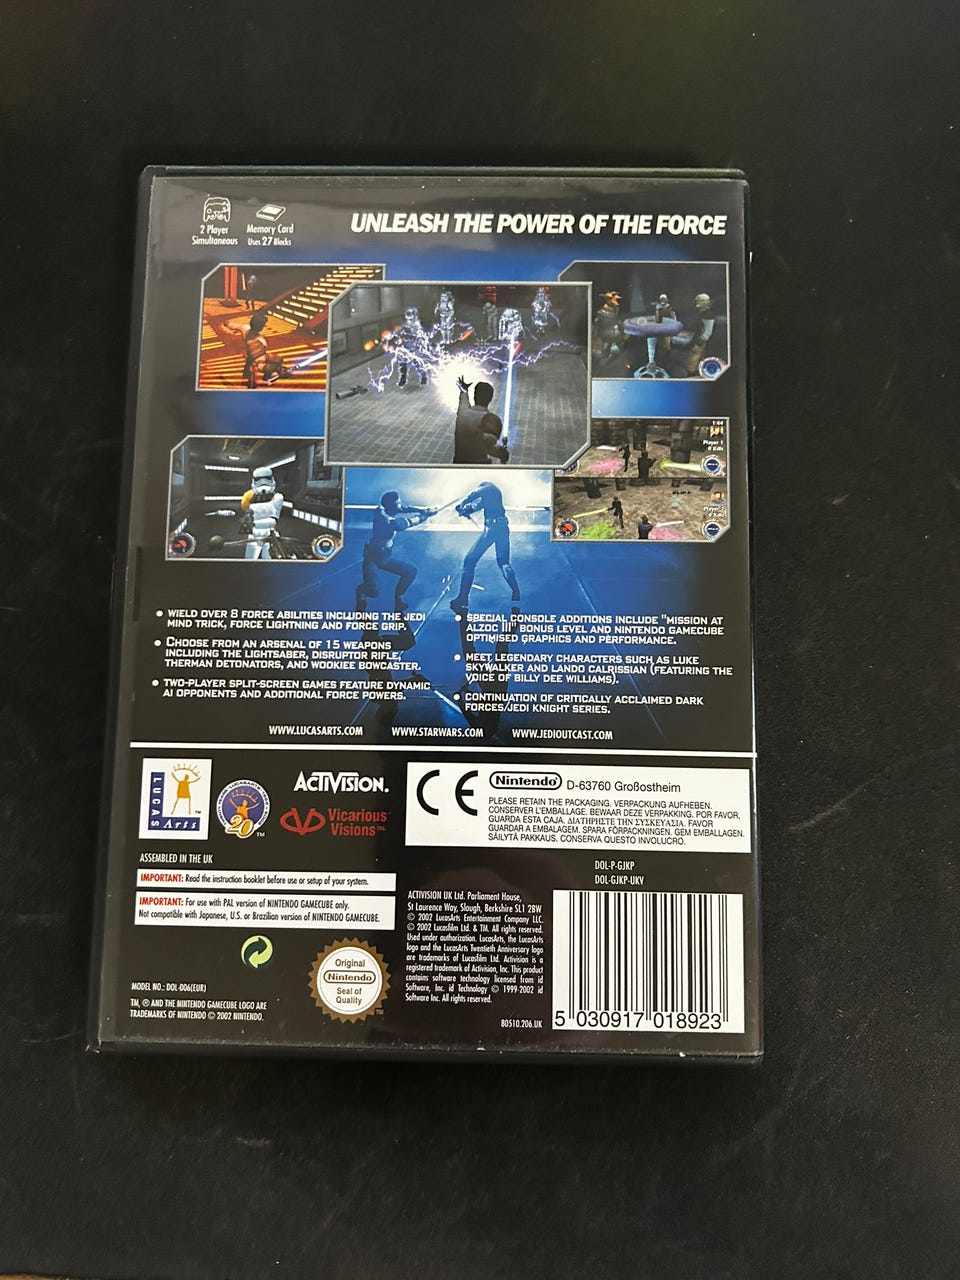 UNLEASH THE POWER OF THE FORCE
2 Player
Simultaneous
Memory Card
Uses 27 Blocks
1:44
Player 1
0 Kills
Player 2
0 Kills
• WIELD OVER 8 FORCE ABILITIES INCLUDING THE JEDI
MIND TRICK, FORCE LIGHTNING AND FORCE GRIP.
• CHOOSE FROM AN ARSENAL OF 15 WEAPONS
INCLUDING THE LIGHTSABER, DISRUPTOR RIFLE,
THERMAN DETONATORS, AND WOOKIEE BOWCASTER.
• TWO-PLAYER SPLIT-SCREEN GAMES FEATURE DYNAMIC
AI OPPONENTS AND ADDITIONAL FORCE POWERS.
• SPECIAL CONSOLE ADDITIONS INCLUDE "MISSION AT
ALZOC III" BONUS LEVEL AND NINTENDO GAMECUBE
OPTIMISED GRAPHICS AND PERFORMANCE.
• MEET LEGENDARY CHARACTERS SUCH AS LUKE
SKYWALKER AND LANDO CALRISSIAN (FEATURING THE
VOICE OF BILLY DEE WILLIAMS).
• CONTINUATION OF CRITICALLY ACCLAIMED DARK
FORCES/JEDI KNIGHT SERIES.
WWW.LUCASARTS.COM WWW.STARWARS.COM WWW.JEDIOUTCAST.COM
LUCAS
Arts
TM
20
TM
ACTIVISION.
Vicarious
Visions Inc.
CE
Nintendo® D-63760 Großostheim
PLEASE RETAIN THE PACKAGING. VERPACKUNG AUFHEBEN.
CONSERVER L'EMBALLAGE. BEWAAR DEZE VERPAKKING. POR FAVOR,
GUARDA ESTA CAJA. ΔΙΑΤΗΡΗΣΤΕ ΤΗΝ ΣΥΣΚΕΥΑΣΙΑ. FAVOR
GUARDAR A EMBALAGEM. SPARA FÖRPACKNINGEN. GEM EMBALLAGEN.
SÄILYTÄ PAKKAUS. CONSERVA QUESTO INVOLUCRO.
ASSEMBLED IN THE UK
IMPORTANT: Read the instruction booklet before use or setup of your system.
IMPORTANT: For use with PAL version of NINTENDO GAMECUBE only.
Not compatible with Japanese, U.S. or Brazilian version of NINTENDO GAMECUBE.
DOL-P-GJKP
DOL-GJKP-UKV
ACTIVISION UK Ltd. Parliament House,
St Laurence Way, Slough, Berkshire SL1 2BW
© 2002 LucasArts Entertainment Company LLC.
© 2002 Lucasfilm Ltd. & TM. All rights reserved.
Used under authorization. LucasArts, the LucasArts
logo and the LucasArts Twentieth Anniversary logo
are trademarks of Lucasfilm Ltd. Activision is a
registered trademark of Activision, Inc. This product
contains software technology licensed from id
Software, Inc. id Technology © 1999-2002 id
Software Inc. All rights reserved.
80510.206.UK
Original
Nintendo®
Seal of
Quality
TM
MODEL NO.: DOL-006(EUR)
TM, ® AND THE NINTENDO GAMECUBE LOGO ARE
TRADEMARKS OF NINTENDO © 2002 NINTENDO.
5 030917 018923